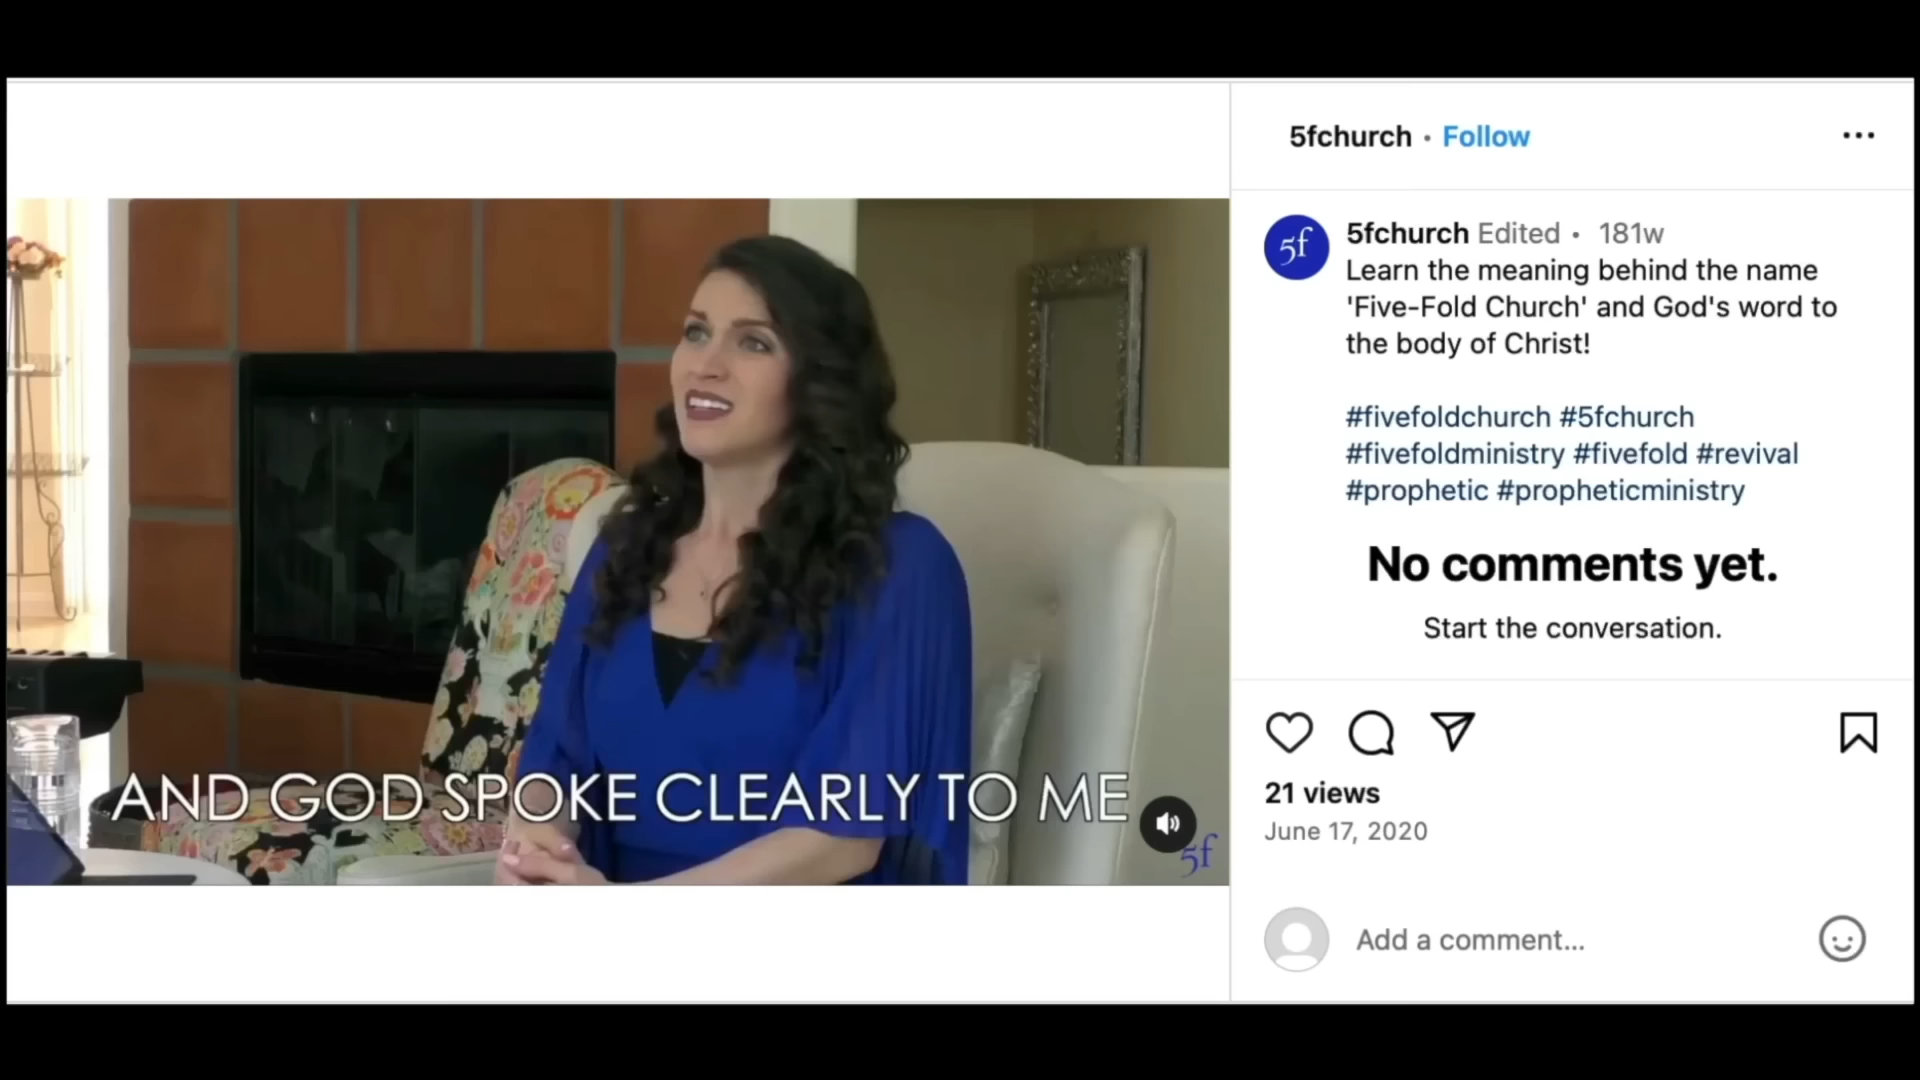 5fchurch • Follow
5f
5fchurch Edited • 181w
Learn the meaning behind the name
'Five-Fold Church' and God's word to
the body of Christ!
#fivefoldchurch #5fchurch
#fivefoldministry #fivefold #revival
#prophetic #propheticministry
No comments yet.
Start the conversation.
AND GOD SPOKE CLEARLY TO ME
5f
21 views
June 17, 2020
Add a comment...